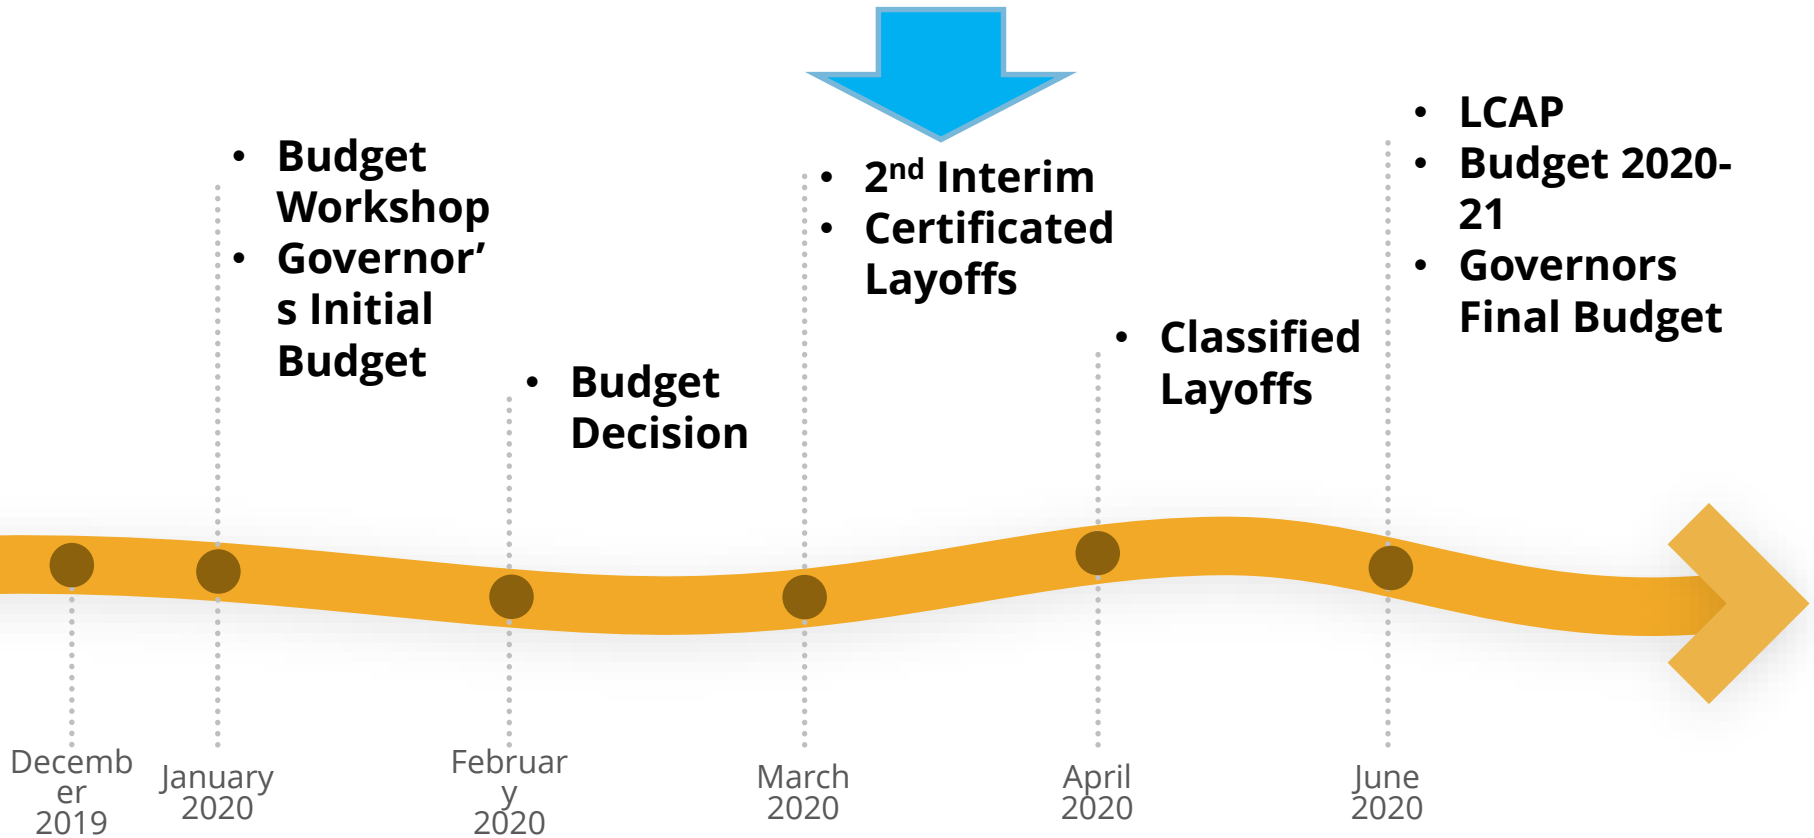 • Budget
Workshop
• Governor’
s Initial
Budget
• Budget
Decision
• 2nd Interim
• Certificated
Layoffs
• Classified
Layoffs
• LCAP
• Budget 2020-
21
• Governors
Final Budget
Decemb
er
2019
January
2020
Februar
y
2020
March
2020
April
2020
June
2020